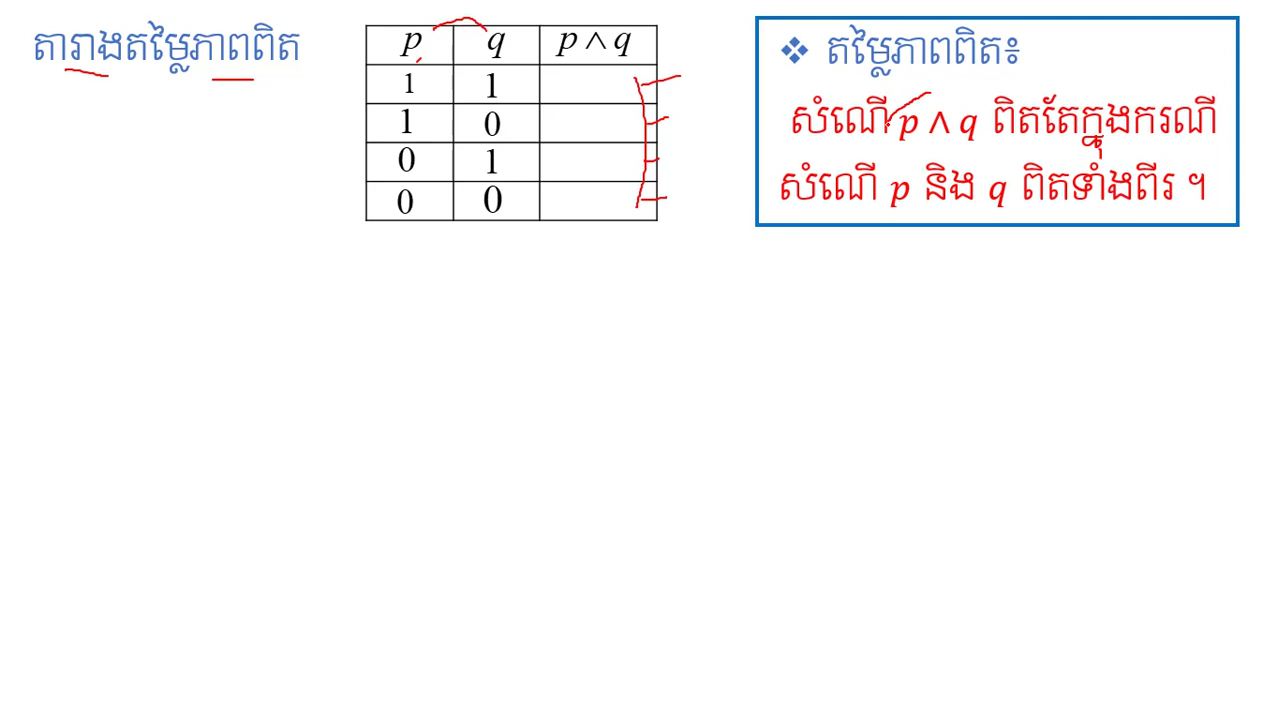 តារាងតម្លៃភាពពិត
p q p ∧ q
1 1
1 0
0 1
0 0
❖ តម្លៃភាពពិត៖
សំណើ p ∧ q ពិតតែក្នុងករណី
សំណើ p និង q ពិតទាំងពីរ ។